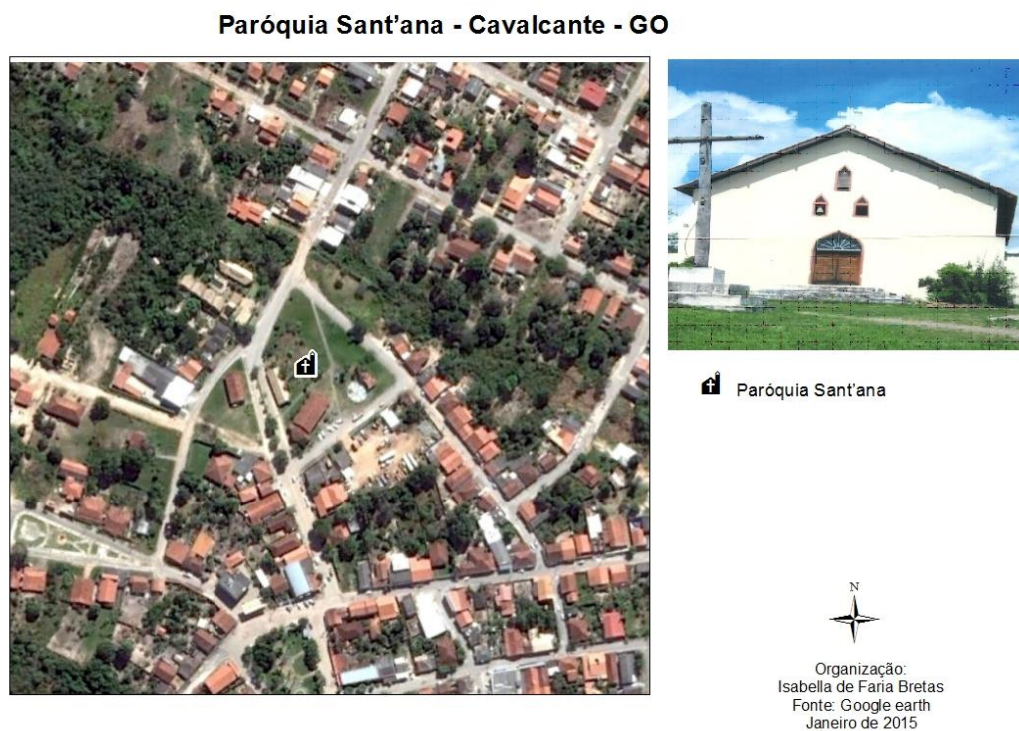 Paróquia Sant'ana - Cavalcante - GO
Paróquia Sant'ana
N
Organização:
Isabella de Faria Bretas
Fonte: Google earth
Janeiro de 2015